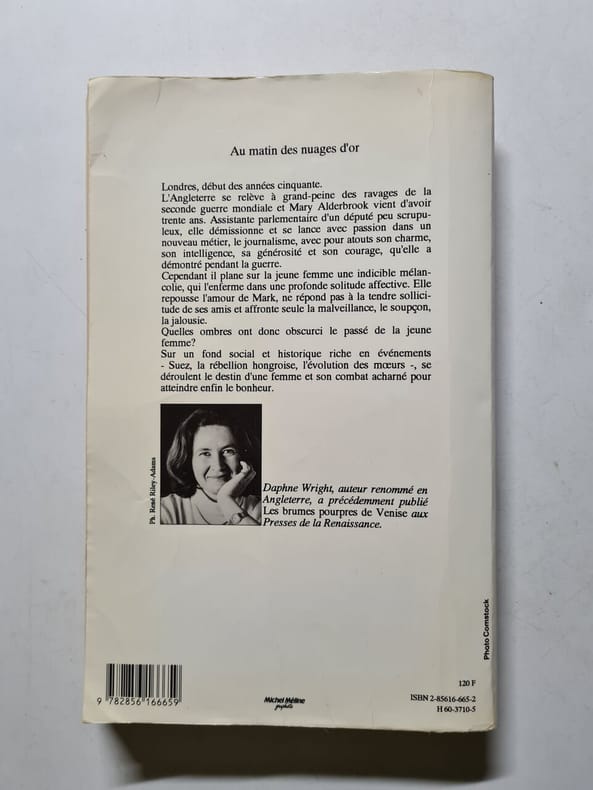 Au matin des nuages d'or
Londres, début des années cinquante.
L'Angleterre se relève à grand-peine des ravages de la
seconde guerre mondiale et Mary Alderbrook vient d'avoir
trente ans. Assistante parlementaire d'un député peu scrupu-
leux, elle démissionne et se lance avec passion dans un
nouveau métier, le journalisme, avec pour atouts son charme,
son intelligence, sa générosité et son courage, qu'elle a
démontré pendant la guerre.
Cependant il plane sur la jeune femme une indicible mélan-
colie, qui l'enferme dans une profonde solitude affective. Elle
repousse l'amour de Mark, ne répond pas à la tendre sollici-
tude de ses amis et affronte seule la malveillance, le soupçon,
la jalousie.
Quelles ombres ont donc obscurci le passé de la jeune
femme?
Sur un fond social et historique riche en événements
- Suez, la rébellion hongroise, l'évolution des mœurs -, se
déroulent le destin d'une femme et son combat acharné pour
atteindre enfin le bonheur.
Ph. René Riley-Adams
Daphne Wright, auteur renommé en
Angleterre, a précédemment publié
Les brumes pourpres de Venise aux
Presses de la Renaissance.
Photo Comstock
120 F
ISBN 2-85616-665-2
H 60-3710-5
Michel Méline
9 782856 166659